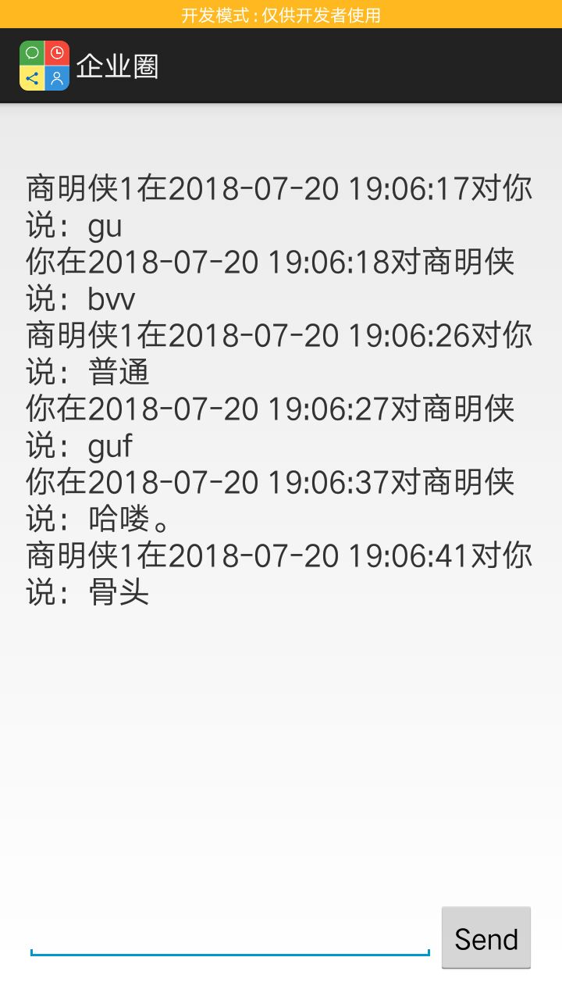 开发模式 : 仅供开发者使用
企业圈
商明侠1在2018-07-20 19:06:17对你
说：gu
你在2018-07-20 19:06:18对商明侠
说：bvv
商明侠1在2018-07-20 19:06:26对你
说：普通
你在2018-07-20 19:06:27对商明侠
说：guf
你在2018-07-20 19:06:37对商明侠
说：哈喽。
商明侠1在2018-07-20 19:06:41对你
说：骨头
Send